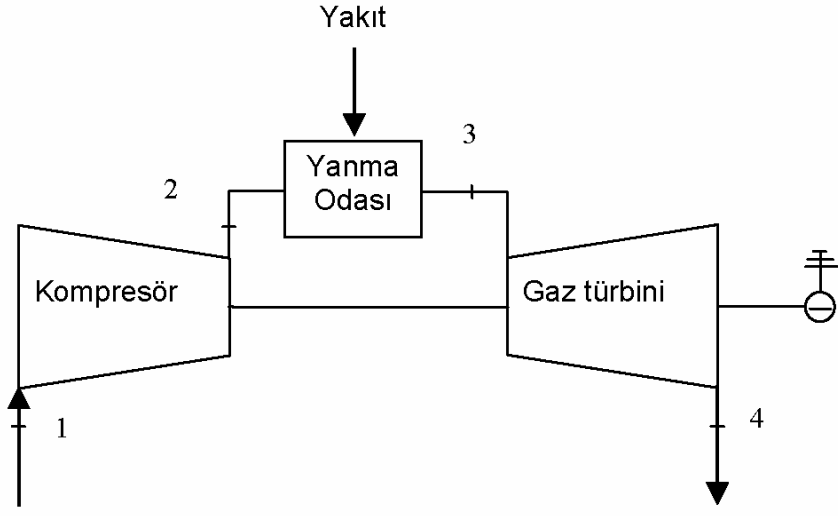 Yakıt
3
Yanma
Odası
2
Kompresör
Gaz türbini
1
4